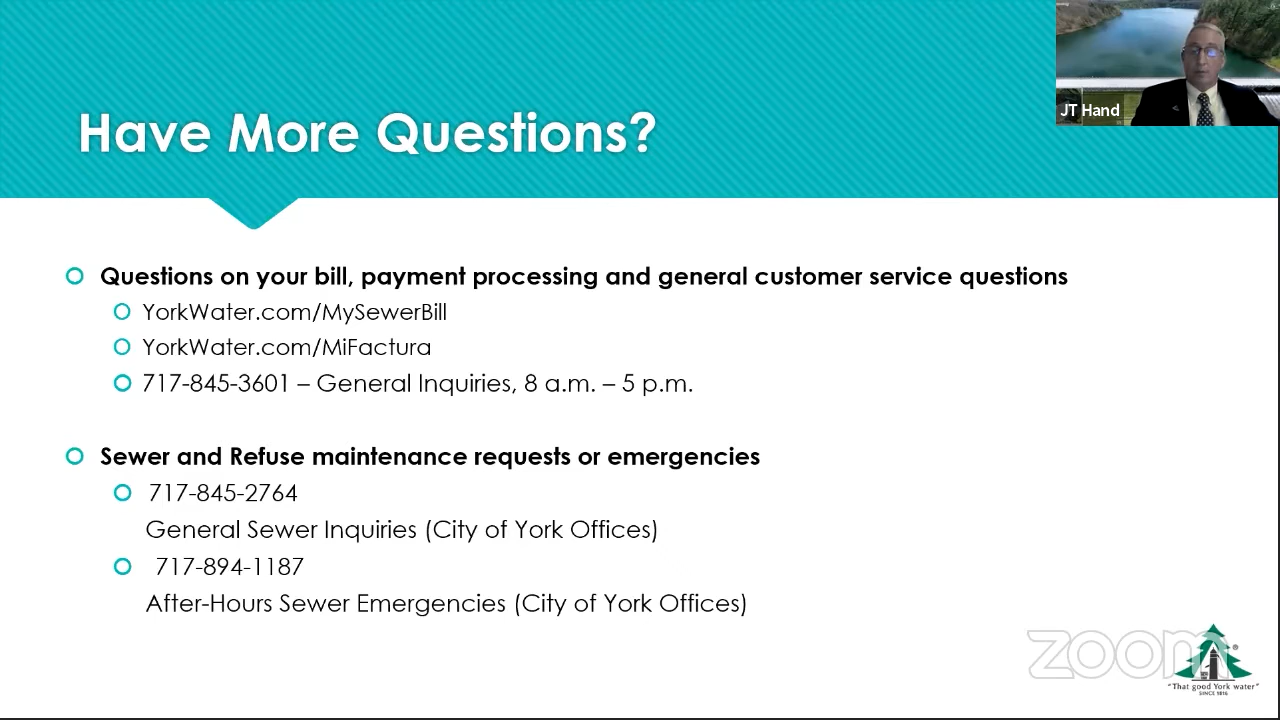 JT Hand
Have More Questions?
Questions on your bill, payment processing and general customer service questions
YorkWater.com/MySewerBill
YorkWater.com/MiFactura
717-845-3601 – General Inquiries, 8 a.m. – 5 p.m.
Sewer and Refuse maintenance requests or emergencies
717-845-2764
General Sewer Inquiries (City of York Offices)
717-894-1187
After-Hours Sewer Emergencies (City of York Offices)
zoom
®
"That good York water"
SINCE 1816